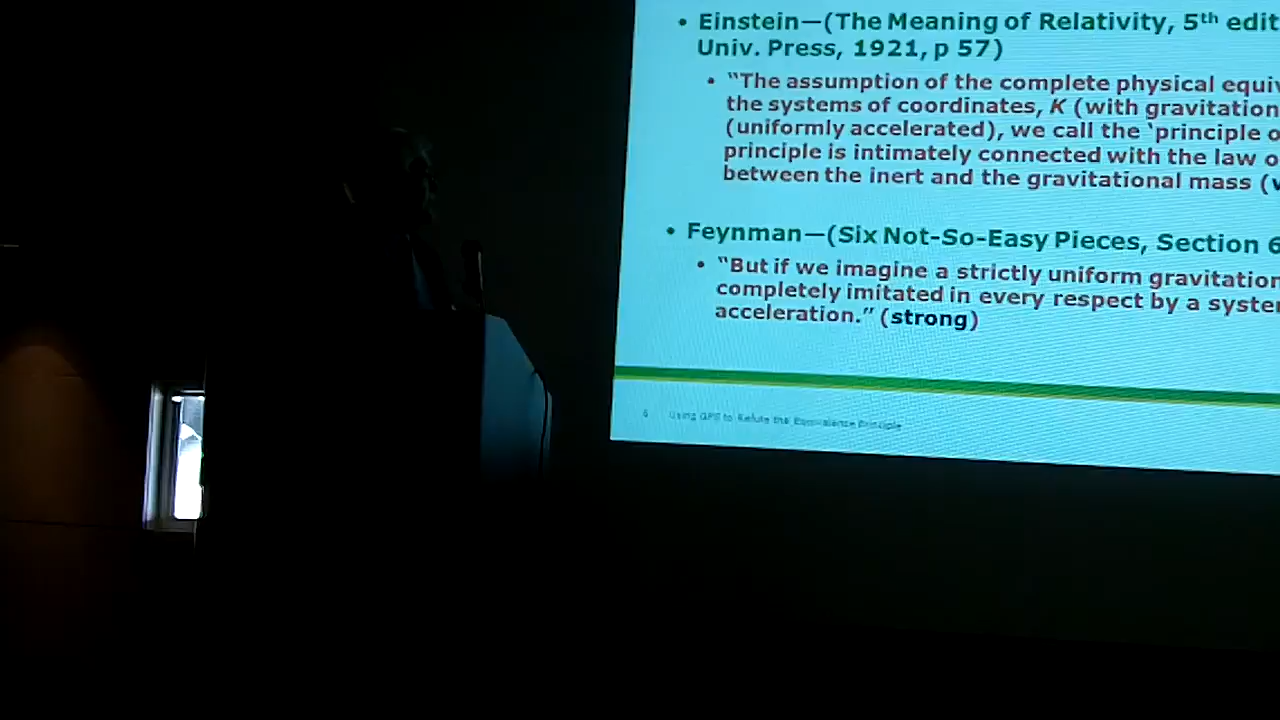 • Einstein—(The Meaning of Relativity, 5th edit
Univ. Press, 1921, p 57)
• "The assumption of the complete physical equiv
the systems of coordinates, K (with gravitation
(uniformly accelerated), we call the 'principle o
principle is intimately connected with the law o
between the inert and the gravitational mass (v
• Feynman—(Six Not-So-Easy Pieces, Section 6
• "But if we imagine a strictly uniform gravitation
completely imitated in every respect by a syste
acceleration." (strong)
6 Using GPS to Refute the Equivalence Principle